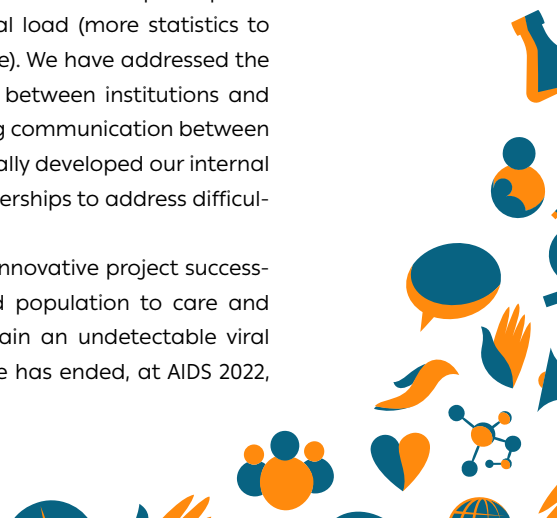 al load (more statistics to
e). We have addressed the
between institutions and
g communication between
ally developed our internal
erships to address difficul-
nnovative project success-
d population to care and
ain an undetectable viral
e has ended, at AIDS 2022,